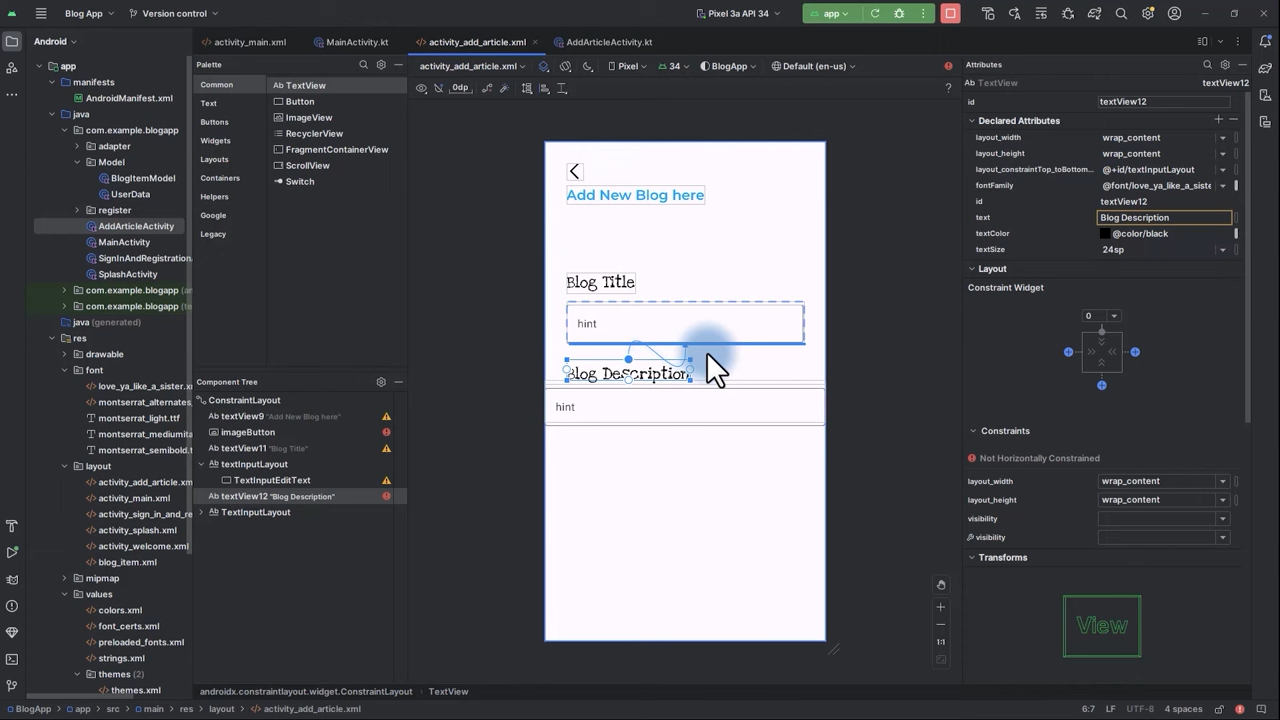 Blog App
Version control
Pixel 3a API 34
app
Android
activity_main.xml
MainActivity.kt
activity_add_article.xml
AddArticleActivity.kt
app
manifests
AndroidManifest.xml
java
com.example.blogapp
adapter
Model
BlogItemModel
UserData
register
AddArticleActivity
MainActivity
SignInAndRegistration
SplashActivity
com.example.blogapp (a
com.example.blogapp (te
java (generated)
res
drawable
font
love_ya_like_a_sister.x
montserrat_alternates_
montserrat_light.ttf
montserrat_mediumita
montserrat_semibold.t
layout
activity_add_article.xm
activity_main.xml
activity_sign_in_and_re
activity_splash.xml
activity_welcome.xml
blog_item.xml
mipmap
values
colors.xml
font_certs.xml
preloaded_fonts.xml
strings.xml
themes (2)
themes.xml
Palette
Common
Text
Buttons
Widgets
Layouts
Containers
Helpers
Google
Legacy
Ab TextView
Button
ImageView
RecyclerView
FragmentContainerView
ScrollView
Switch
Component Tree
ConstraintLayout
Ab textView9 "Add New Blog here"
imageButton
Ab textView11 "Blog Title"
textInputLayout
TextInputEditText
Ab textView12 "Blog Description"
TextInputLayout
activity_add_article.xml
Pixel
34
BlogApp
Default (en-us)
0dp
?
Add New Blog here
Blog Title
hint
Blog Description
hint
1:1
Attributes
Ab TextView
textView12
id
textView12
Declared Attributes
layout_width
wrap_content
layout_height
wrap_content
layout_constraintTop_toBottom...
@+id/textInputLayout
fontFamily
@font/love_ya_like_a_siste
id
textView12
text
Blog Description
textColor
@color/black
textSize
24sp
Layout
Constraint Widget
0
Constraints
Not Horizontally Constrained
layout_width
wrap_content
layout_height
wrap_content
visibility
visibility
Transforms
View
androidx.constraintlayout.widget.ConstraintLayout
TextView
BlogApp
app
src
main
res
layout
activity_add_article.xml
6:7
LF
UTF-8
4 spaces